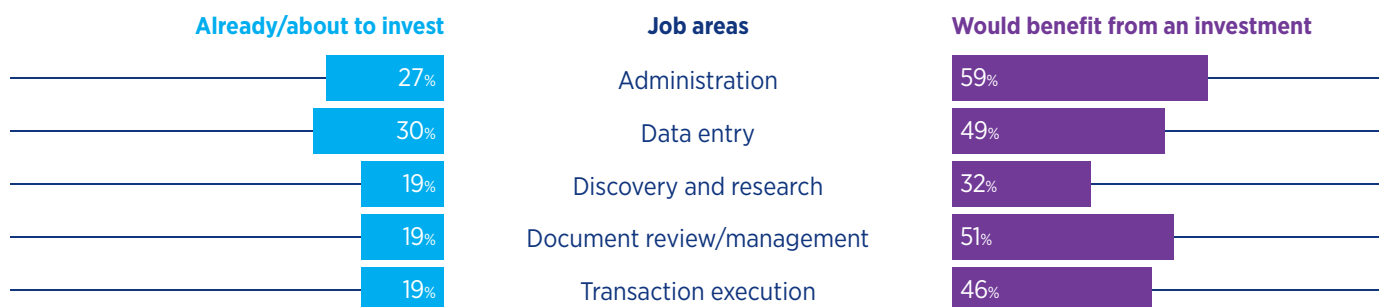 Already/about to invest Job areas Would benefit from an investment
27% Administration 59%
30% Data entry 49%
19% Discovery and research 32%
19% Document review/management 51%
19% Transaction execution 46%